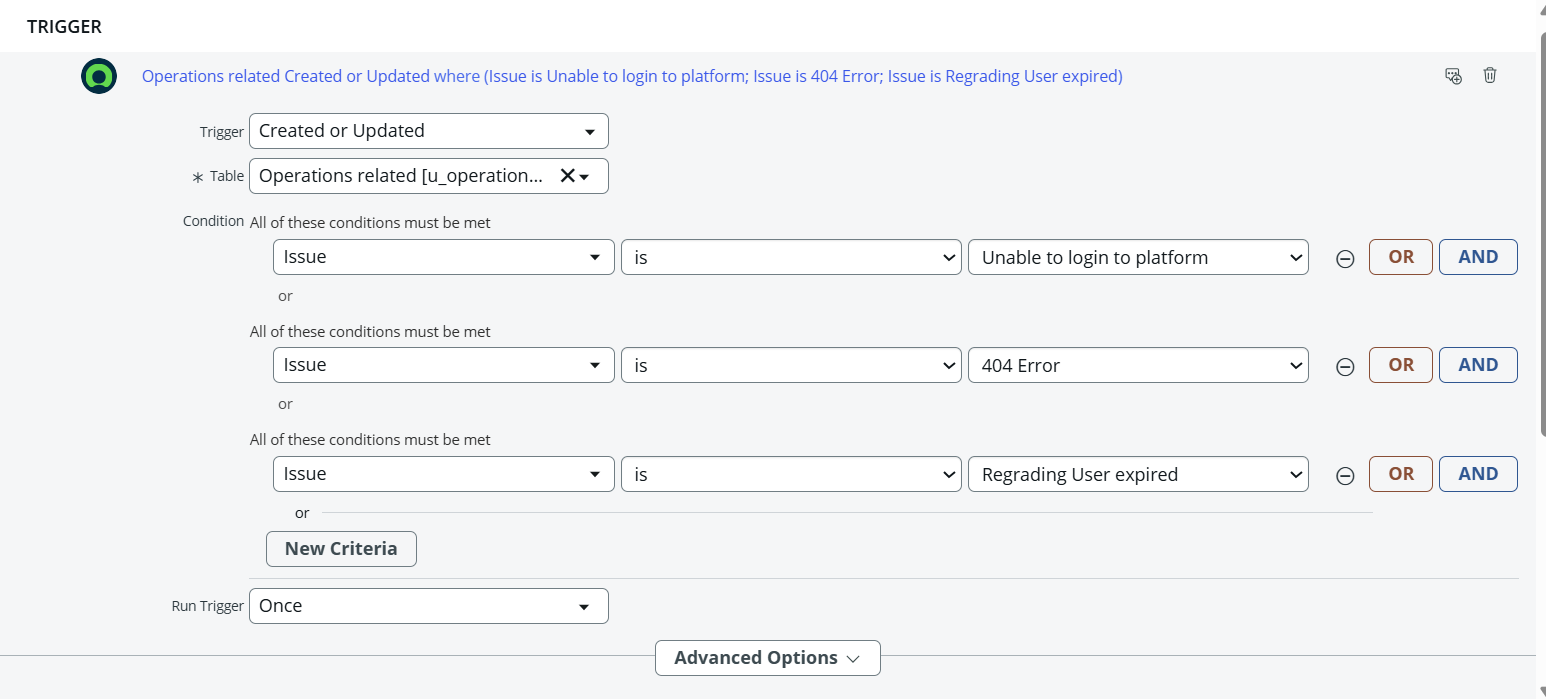 TRIGGER
Operations related Created or Updated where (Issue is Unable to login to platform; Issue is 404 Error; Issue is Regrading User expired)
Trigger Created or Updated
* Table Operations related [u_operation...
Condition All of these conditions must be met
Issue is Unable to login to platform OR AND
or
All of these conditions must be met
Issue is 404 Error OR AND
or
All of these conditions must be met
Issue is Regrading User expired OR AND
or
New Criteria
Run Trigger Once
Advanced Options